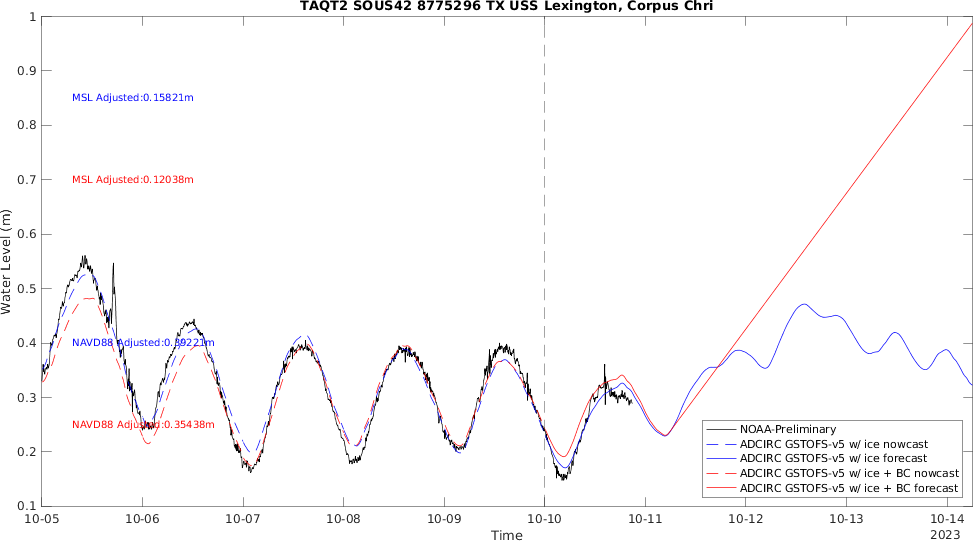 TAQT2 SOUS42 8775296 TX USS Lexington, Corpus Chri
1
0.9
MSL Adjusted:0.15821m
0.8
MSL Adjusted:0.12038m
0.7
0.6
Water Level (m)
0.5
0.4
NAVD88 Adjusted:0.39221m
0.3
NAVD88 Adjusted:0.35438m
0.2
0.1
NOAA-Preliminary
ADCIRC GSTOFS-v5 w/ ice nowcast
ADCIRC GSTOFS-v5 w/ ice forecast
ADCIRC GSTOFS-v5 w/ ice + BC nowcast
ADCIRC GSTOFS-v5 w/ ice + BC forecast
10-05 10-06 10-07 10-08 10-09 10-10 10-11 10-12 10-13 10-14
Time
2023